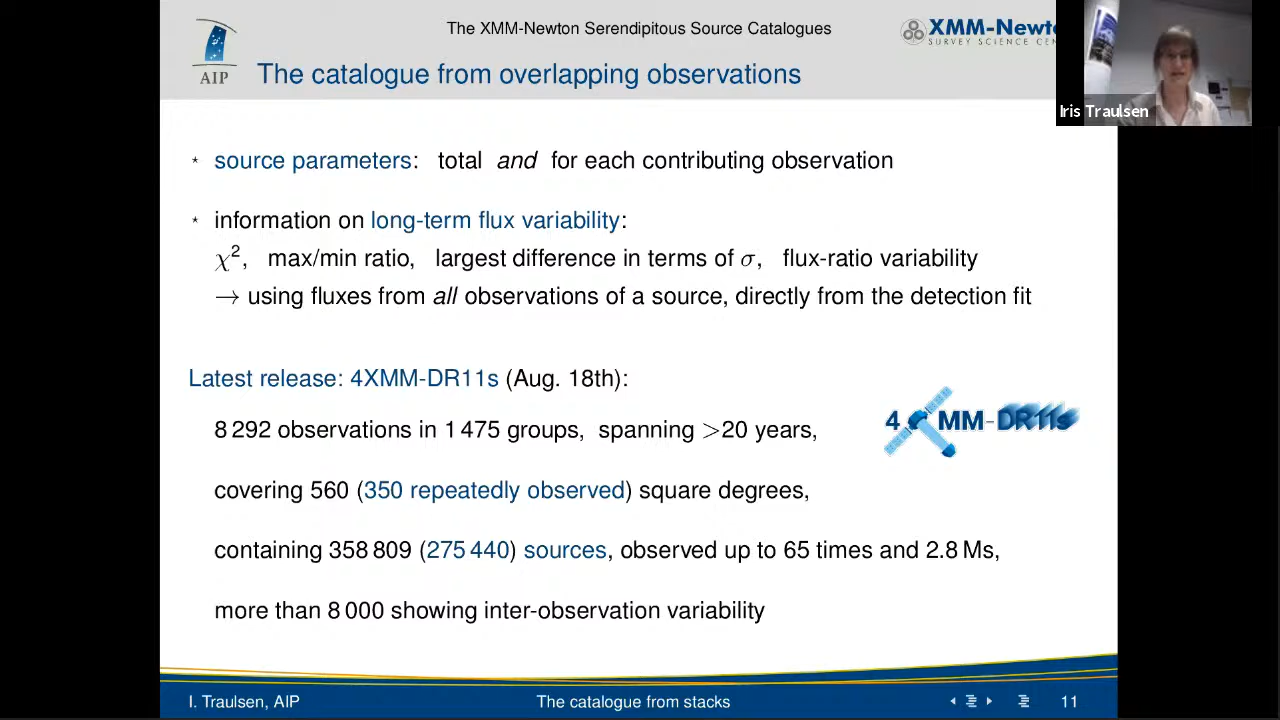 The XMM-Newton Serendipitous Source Catalogues
XMM-Newto
SURVEY SCIENCE CEN
AIP
The catalogue from overlapping observations
Iris Traulsen
* source parameters: total and for each contributing observation
* information on long-term flux variability:
χ², max/min ratio, largest difference in terms of σ, flux-ratio variability
→ using fluxes from all observations of a source, directly from the detection fit
Latest release: 4XMM-DR11s (Aug. 18th):
4 MM-DR11s
8 292 observations in 1 475 groups, spanning >20 years,
covering 560 (350 repeatedly observed) square degrees,
containing 358 809 (275 440) sources, observed up to 65 times and 2.8 Ms,
more than 8 000 showing inter-observation variability
I. Traulsen, AIP
The catalogue from stacks
11